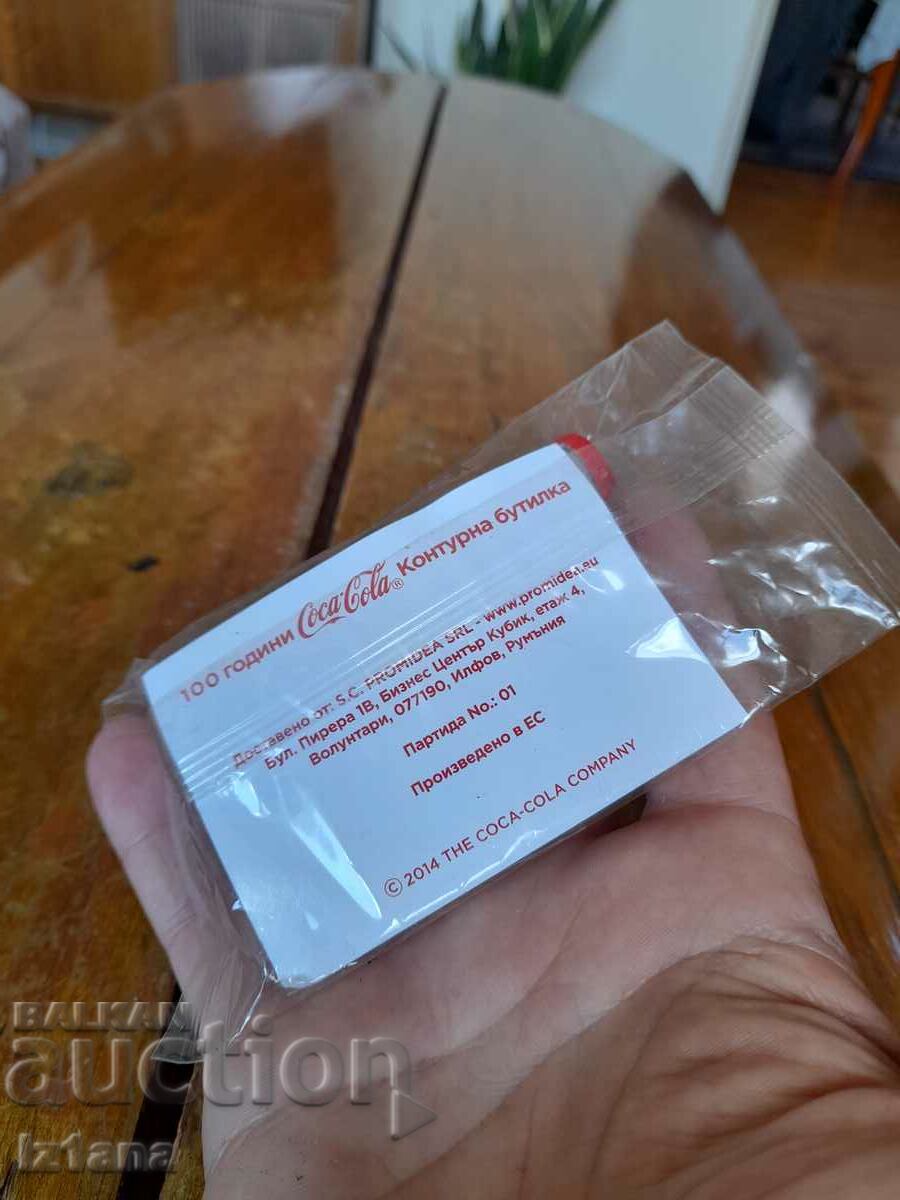 100 години Coca-Cola® Контурна бутилка
Доставено от: S.C. PROMIDEA SRL - www.promidea.eu
Бул. Пирера 1В, Бизнес Център Кубик, етаж 4,
Волунтари, 077190, Илфов, Румъния
Партида No.: 01
Произведено в ЕС
© 2014 THE COCA-COLA COMPANY
BALKAN
auction
iz1ana